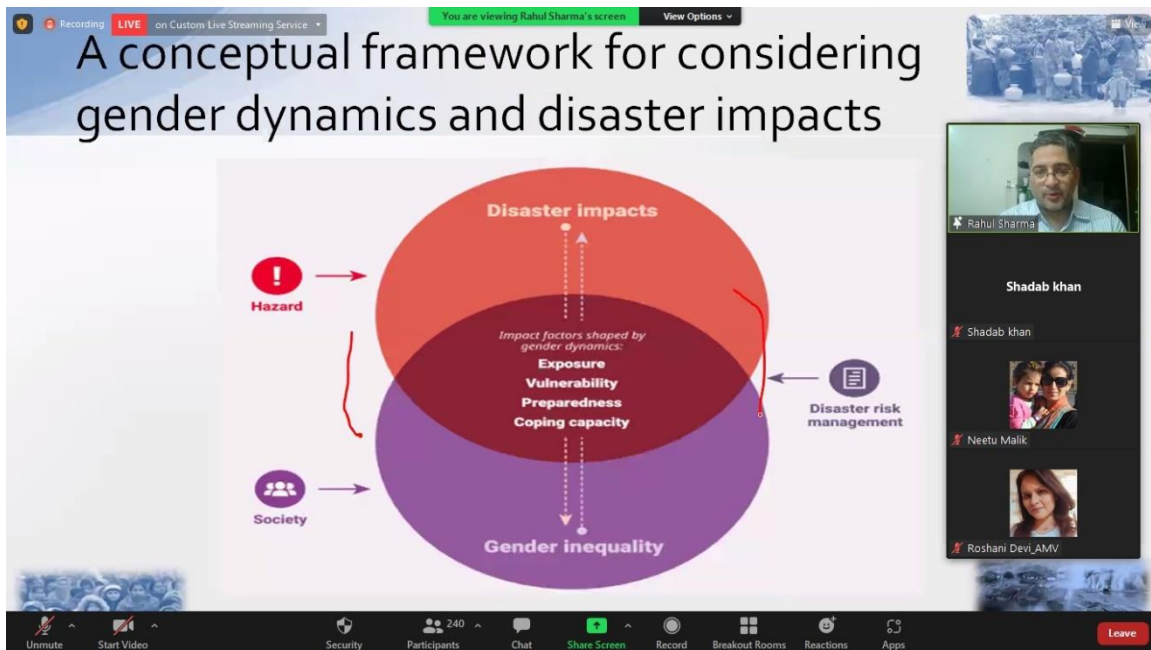 Recording
LIVE
on Custom Live Streaming Service
You are viewing Rahul Sharma's screen
View Options
View
A conceptual framework for considering
gender dynamics and disaster impacts
Disaster impacts
Hazard
Impact factors shaped by
gender dynamics:
Exposure
Vulnerability
Preparedness
Coping capacity
Disaster risk
management
Society
Gender inequality
Rahul Sharma
Shadab khan
Shadab khan
Neetu Malik
Roshani Devi_AMV
Unmute
Start Video
Security
240
Participants
Chat
Share Screen
Record
Breakout Rooms
Reactions
Apps
Leave